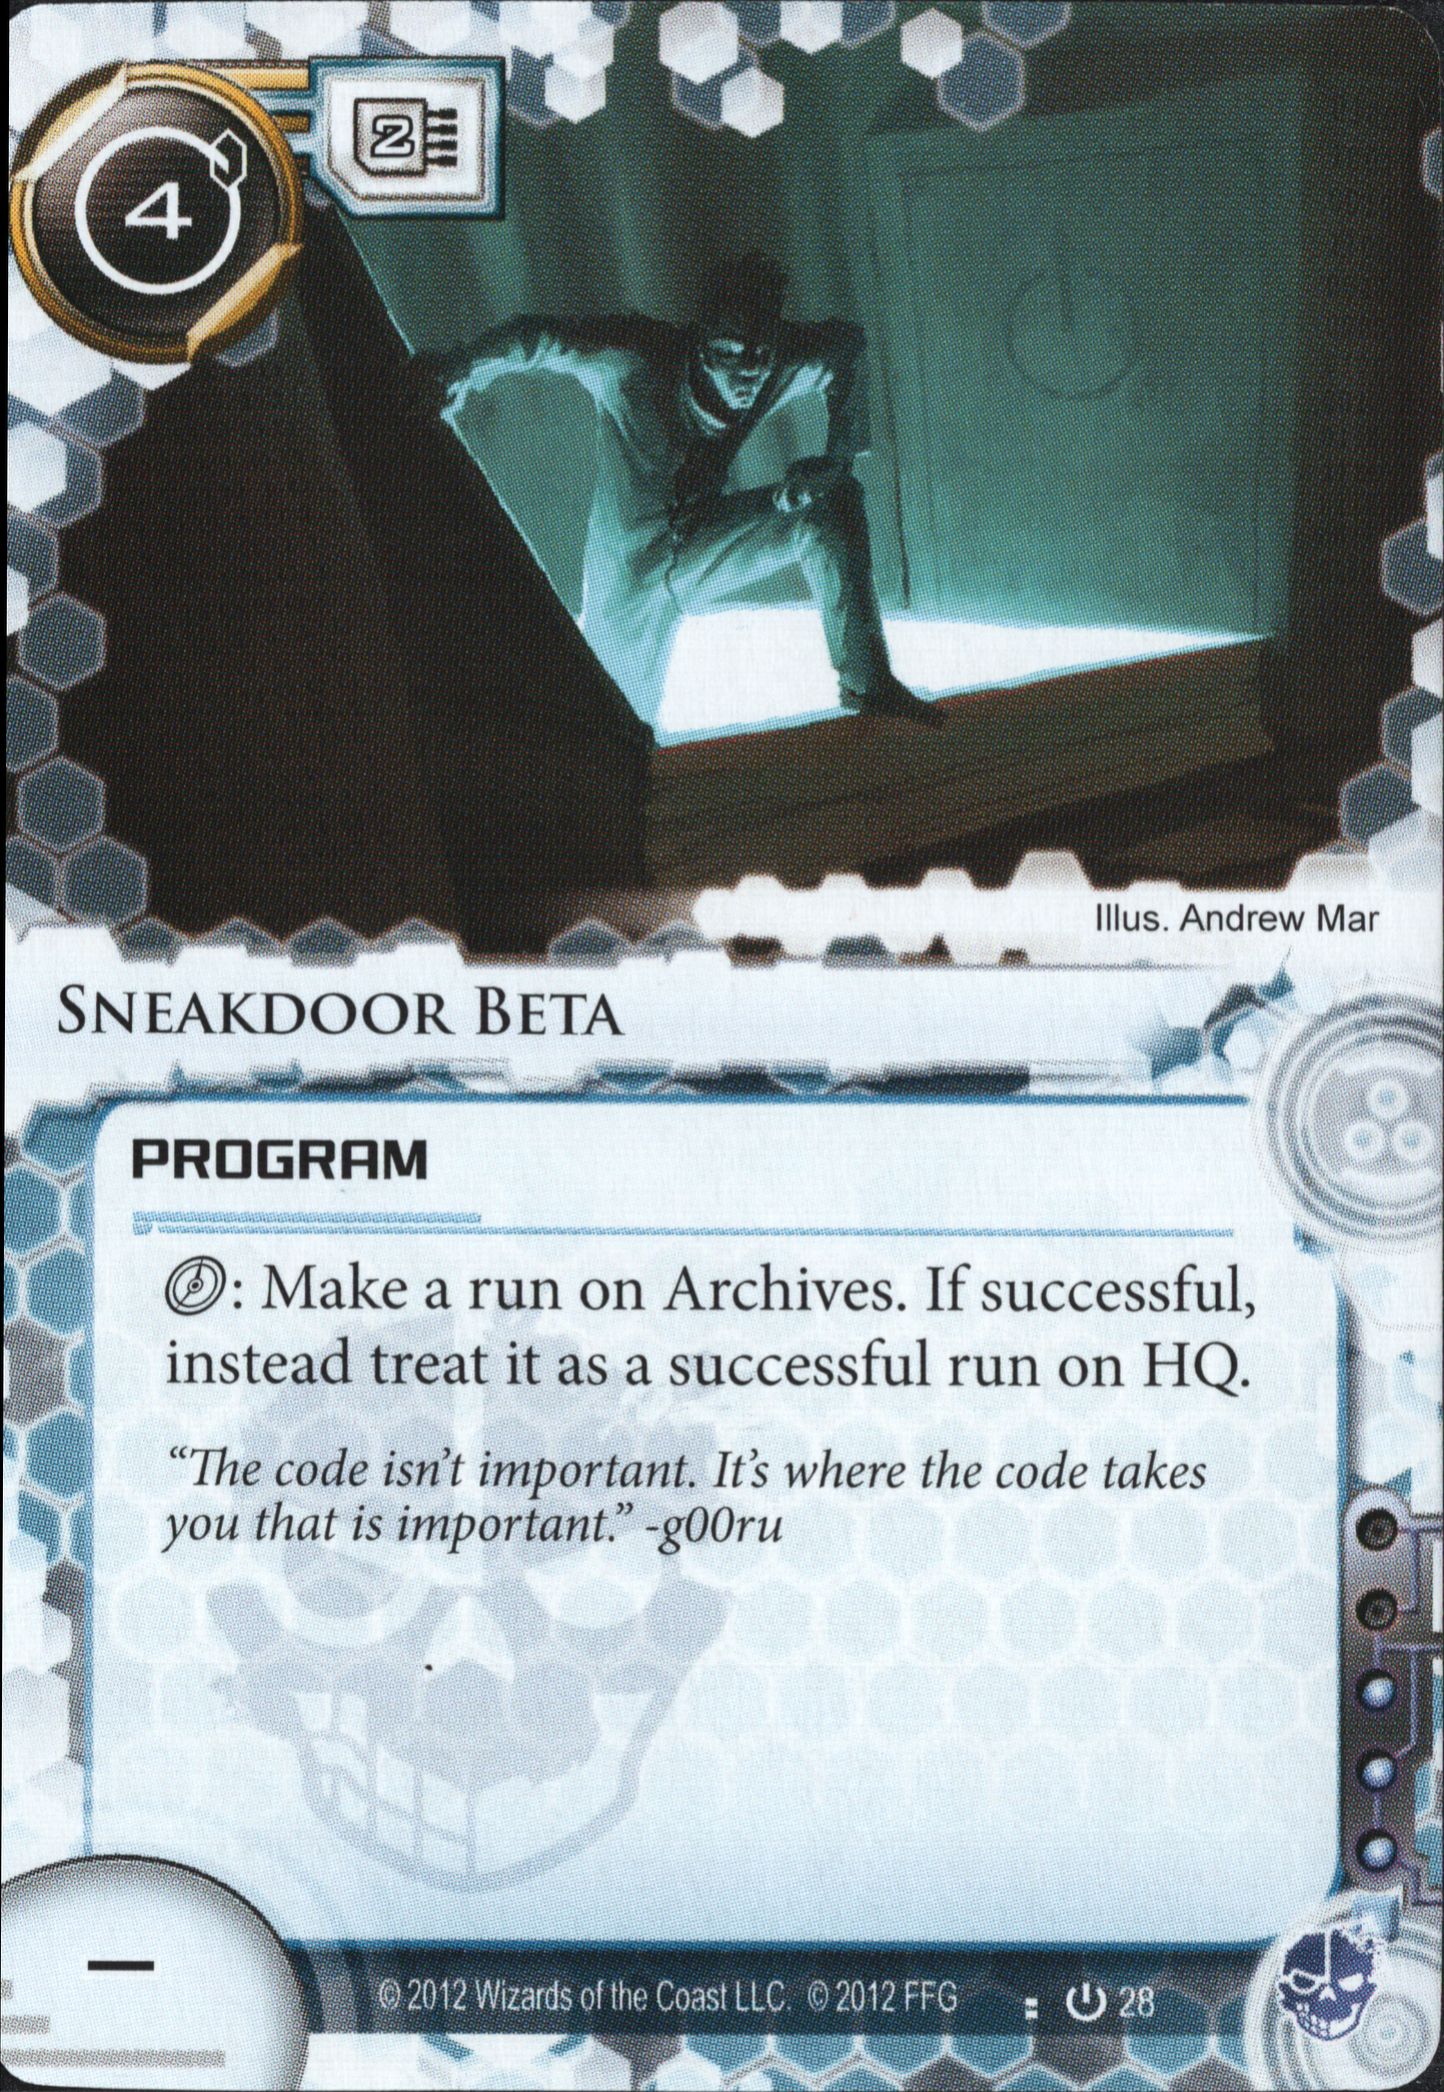 4
2
Illus. Andrew Mar
SNEAKDOOR BETA
PROGRAM
: Make a run on Archives. If successful,
instead treat it as a successful run on HQ.
“The code isn’t important. It’s where the code takes
you that is important.” -g00ru
—
© 2012 Wizards of the Coast LLC. © 2012 FFG 28